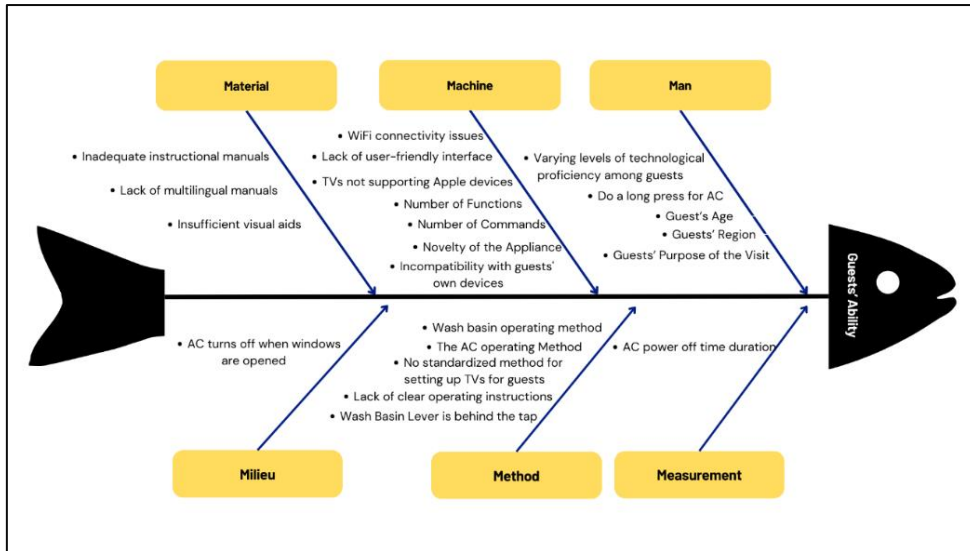 Material
Machine
Man
• WiFi connectivity issues
• Inadequate instructional manuals
• Lack of user-friendly interface
• Varying levels of technological
proficiency among guests
• TVs not supporting Apple devices
• Lack of multilingual manuals
• Do a long press for AC
• Number of Functions
• Guest's Age
• Insufficient visual aids
• Number of Commands
• Guests' Region
• Novelty of the Appliance
• Guests' Purpose of the Visit
• Incompatibility with guests'
own devices
Guests' Ability
• AC turns off when windows
are opened
• Wash basin operating method
• The AC operating Method
• No standardized method for
setting up TVs for guests
• Lack of clear operating instructions
• Wash Basin Lever is behind the tap
• AC power off time duration
Milieu
Method
Measurement